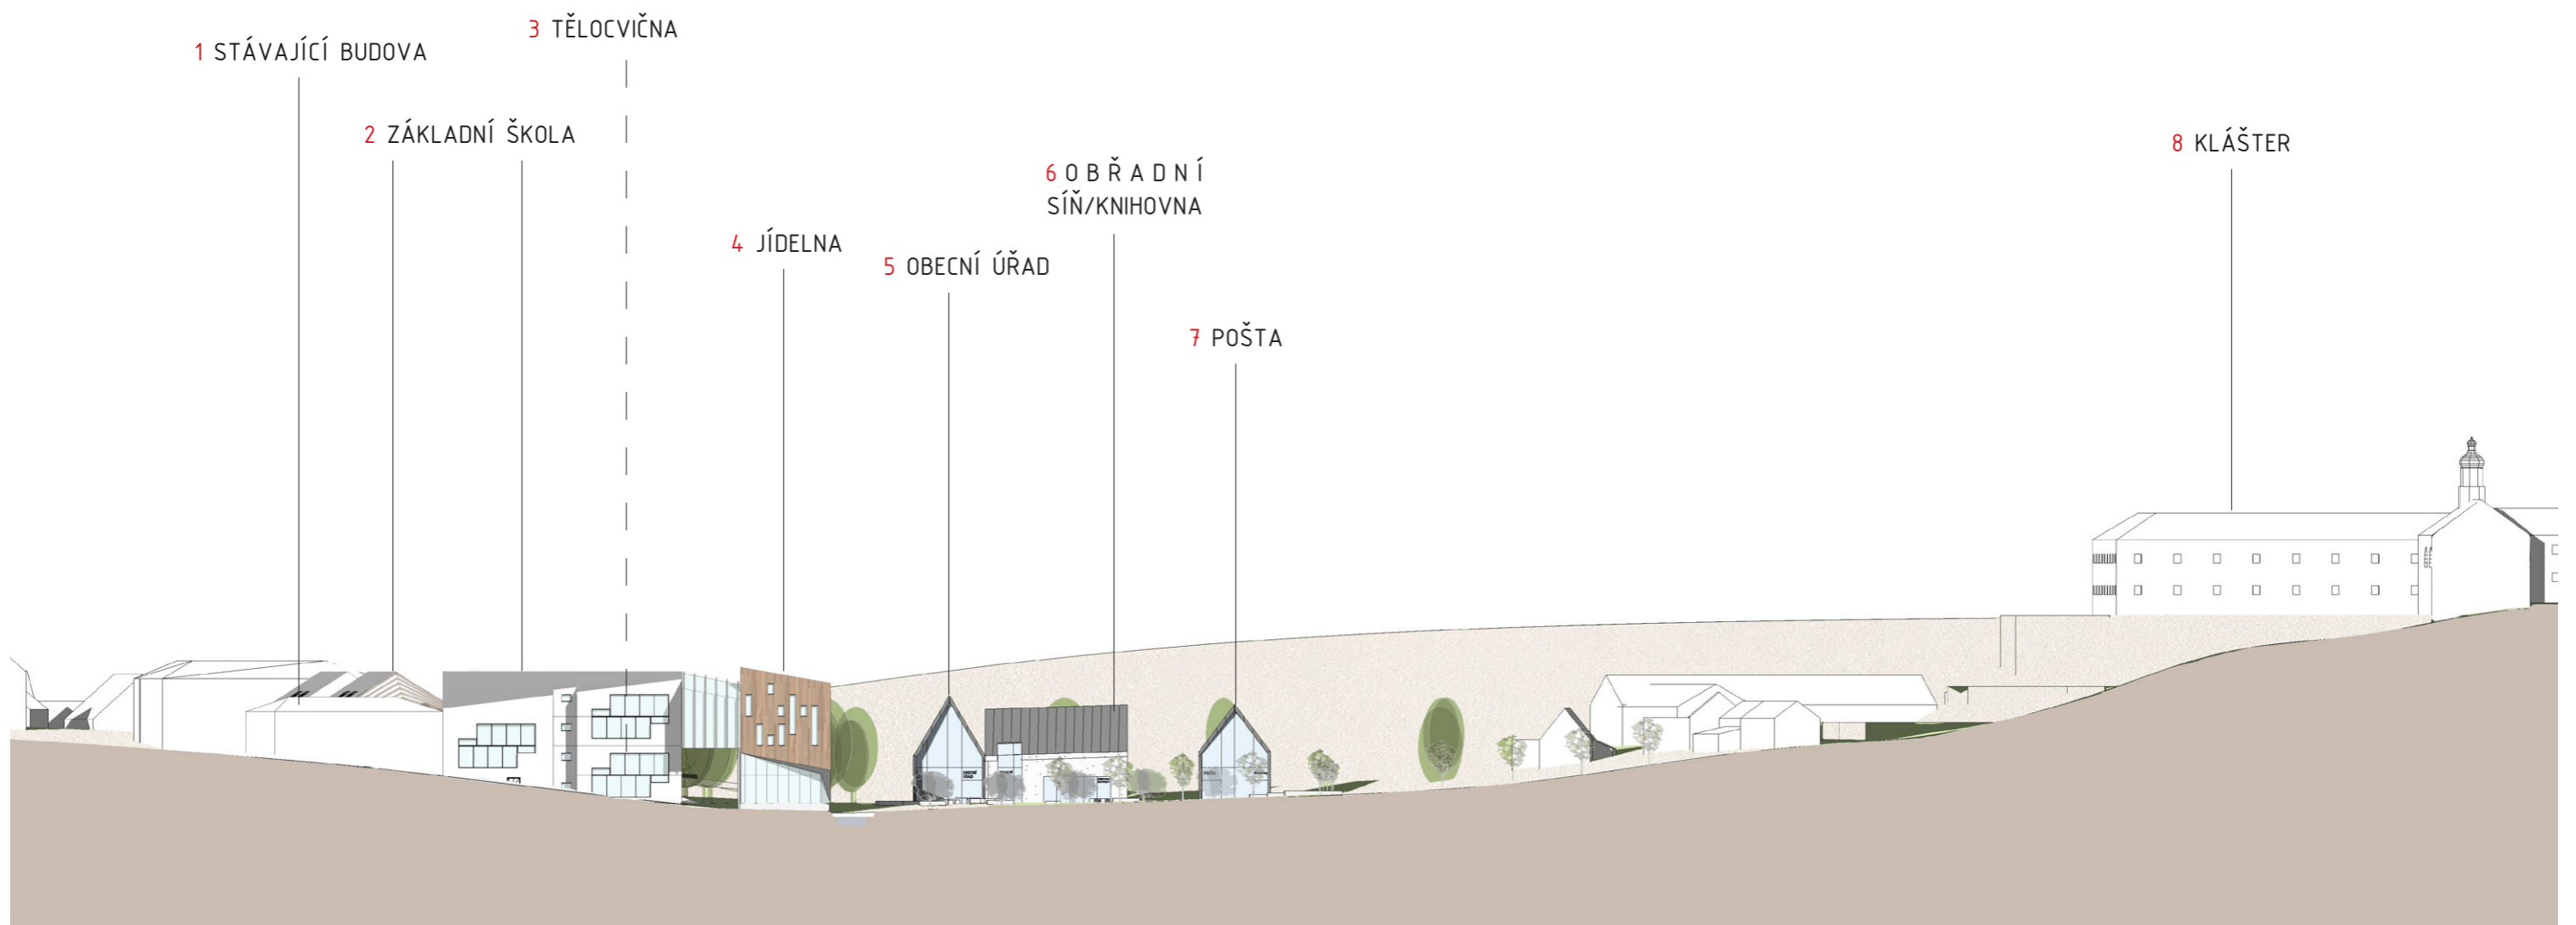 3 TĚLOCVIČNA
1 STÁVAJÍCÍ BUDOVA
2 ZÁKLADNÍ ŠKOLA
8 KLÁŠTER
6 OBŘADNÍ
SÍŇ/KNIHOVNA
4 JÍDELNA
5 OBECNÍ ÚŘAD
7 POŠTA